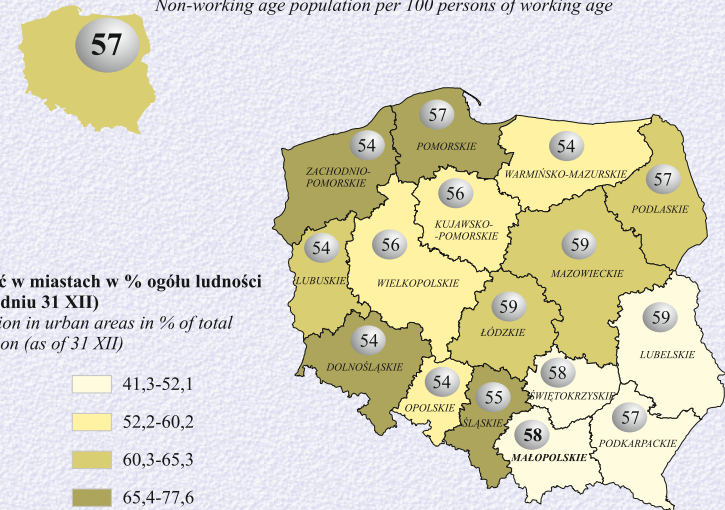 Non-working age population per 100 persons of working age
57
57
POMORSKIE
54
ZACHODNIO-
POMORSKIE
54
WARMIŃSKO-MAZURSKIE
57
PODLASKIE
56
KUJAWSKO-
-POMORSKIE
54
LUBUSKIE
56
WIELKOPOLSKIE
59
MAZOWIECKIE
59
ŁÓDZKIE
59
LUBELSKIE
54
DOLNOŚLĄSKIE
54
OPOLSKIE
55
ŚLĄSKIE
58
ŚWIĘTOKRZYSKIE
58
MAŁOPOLSKIE
57
PODKARPACKIE
ć w miastach w % ogółu ludności
dniu 31 XII)
ion in urban areas in % of total
on (as of 31 XII)
41,3-52,1
52,2-60,2
60,3-65,3
65,4-77,6